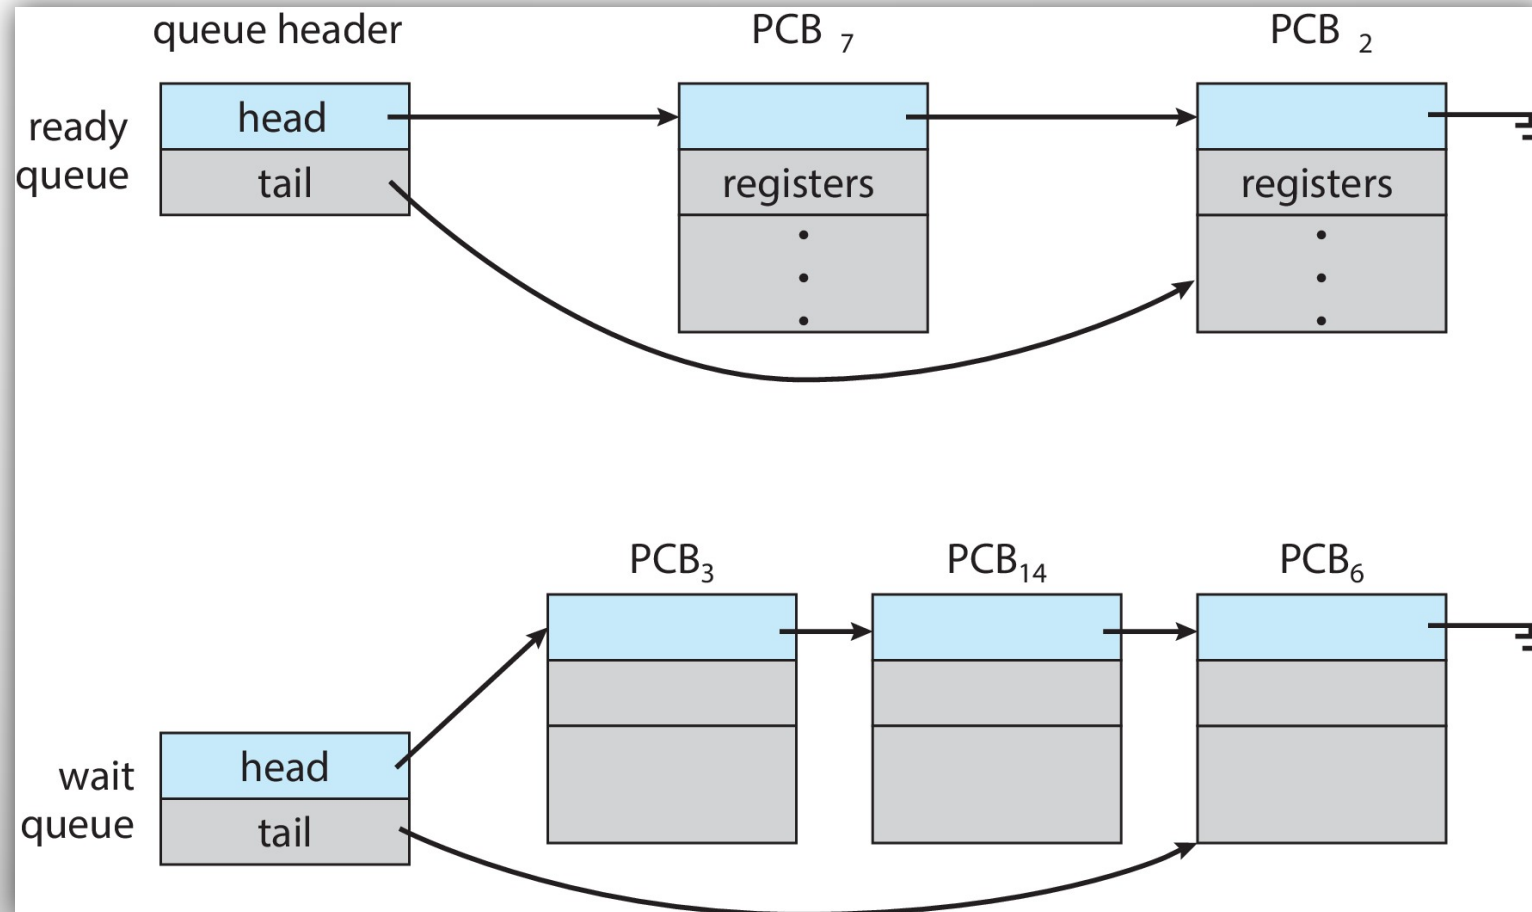 queue header
PCB 7
PCB 2
ready
queue
head
tail
registers
registers
PCB3
PCB14
PCB6
wait
queue
head
tail